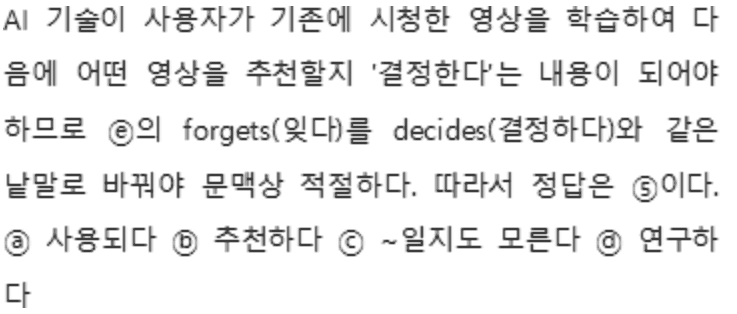 AI 기술이 사용자가 기존에 시청한 영상을 학습하여 다
음에 어떤 영상을 추천할지 '결정한다'는 내용이 되어야
하므로 ⓔ의 forgets(잊다)를 decides(결정하다)와 같은
낱말로 바꿔야 문맥상 적절하다. 따라서 정답은 ⑤이다.
ⓐ 사용되다 ⓑ 추천하다 ⓒ ~일지도 모른다 ⓓ 연구하
다